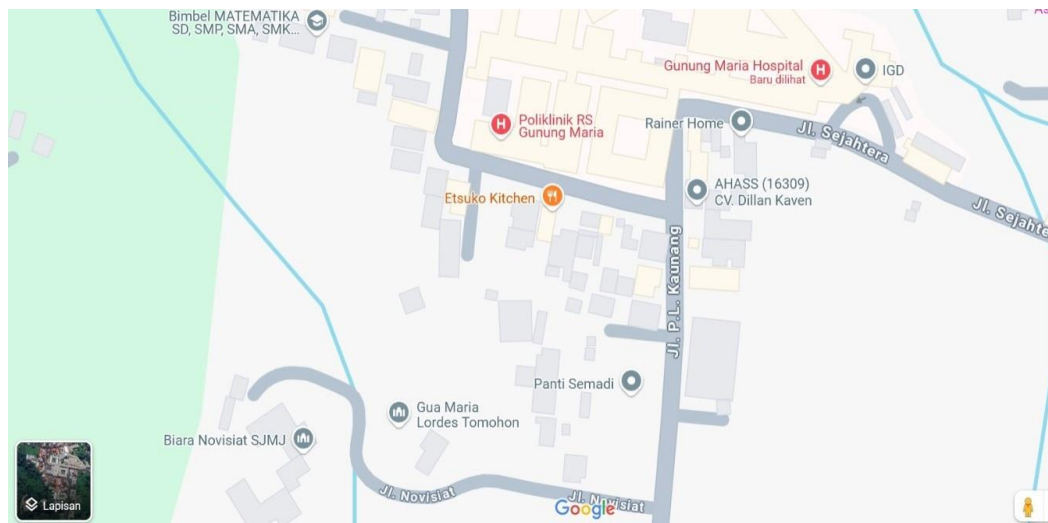 Bimbel MATEMATIKA
SD, SMP, SMA, SMK...
Gunung Maria Hospital
Baru dilihat
IGD
Poliklinik RS
Gunung Maria
Rainer Home
Jl. Sejahtera
AHASS (16309)
CV. Dillan Kaven
Etsuko Kitchen
Jl. Sejahte
Jl. P.L. Kaunang
Panti Semadi
Gua Maria
Lordes Tomohon
Biara Novisiat SJMJ
Jl. Novisiat
Jl. Novisiat
Google
Lapisan